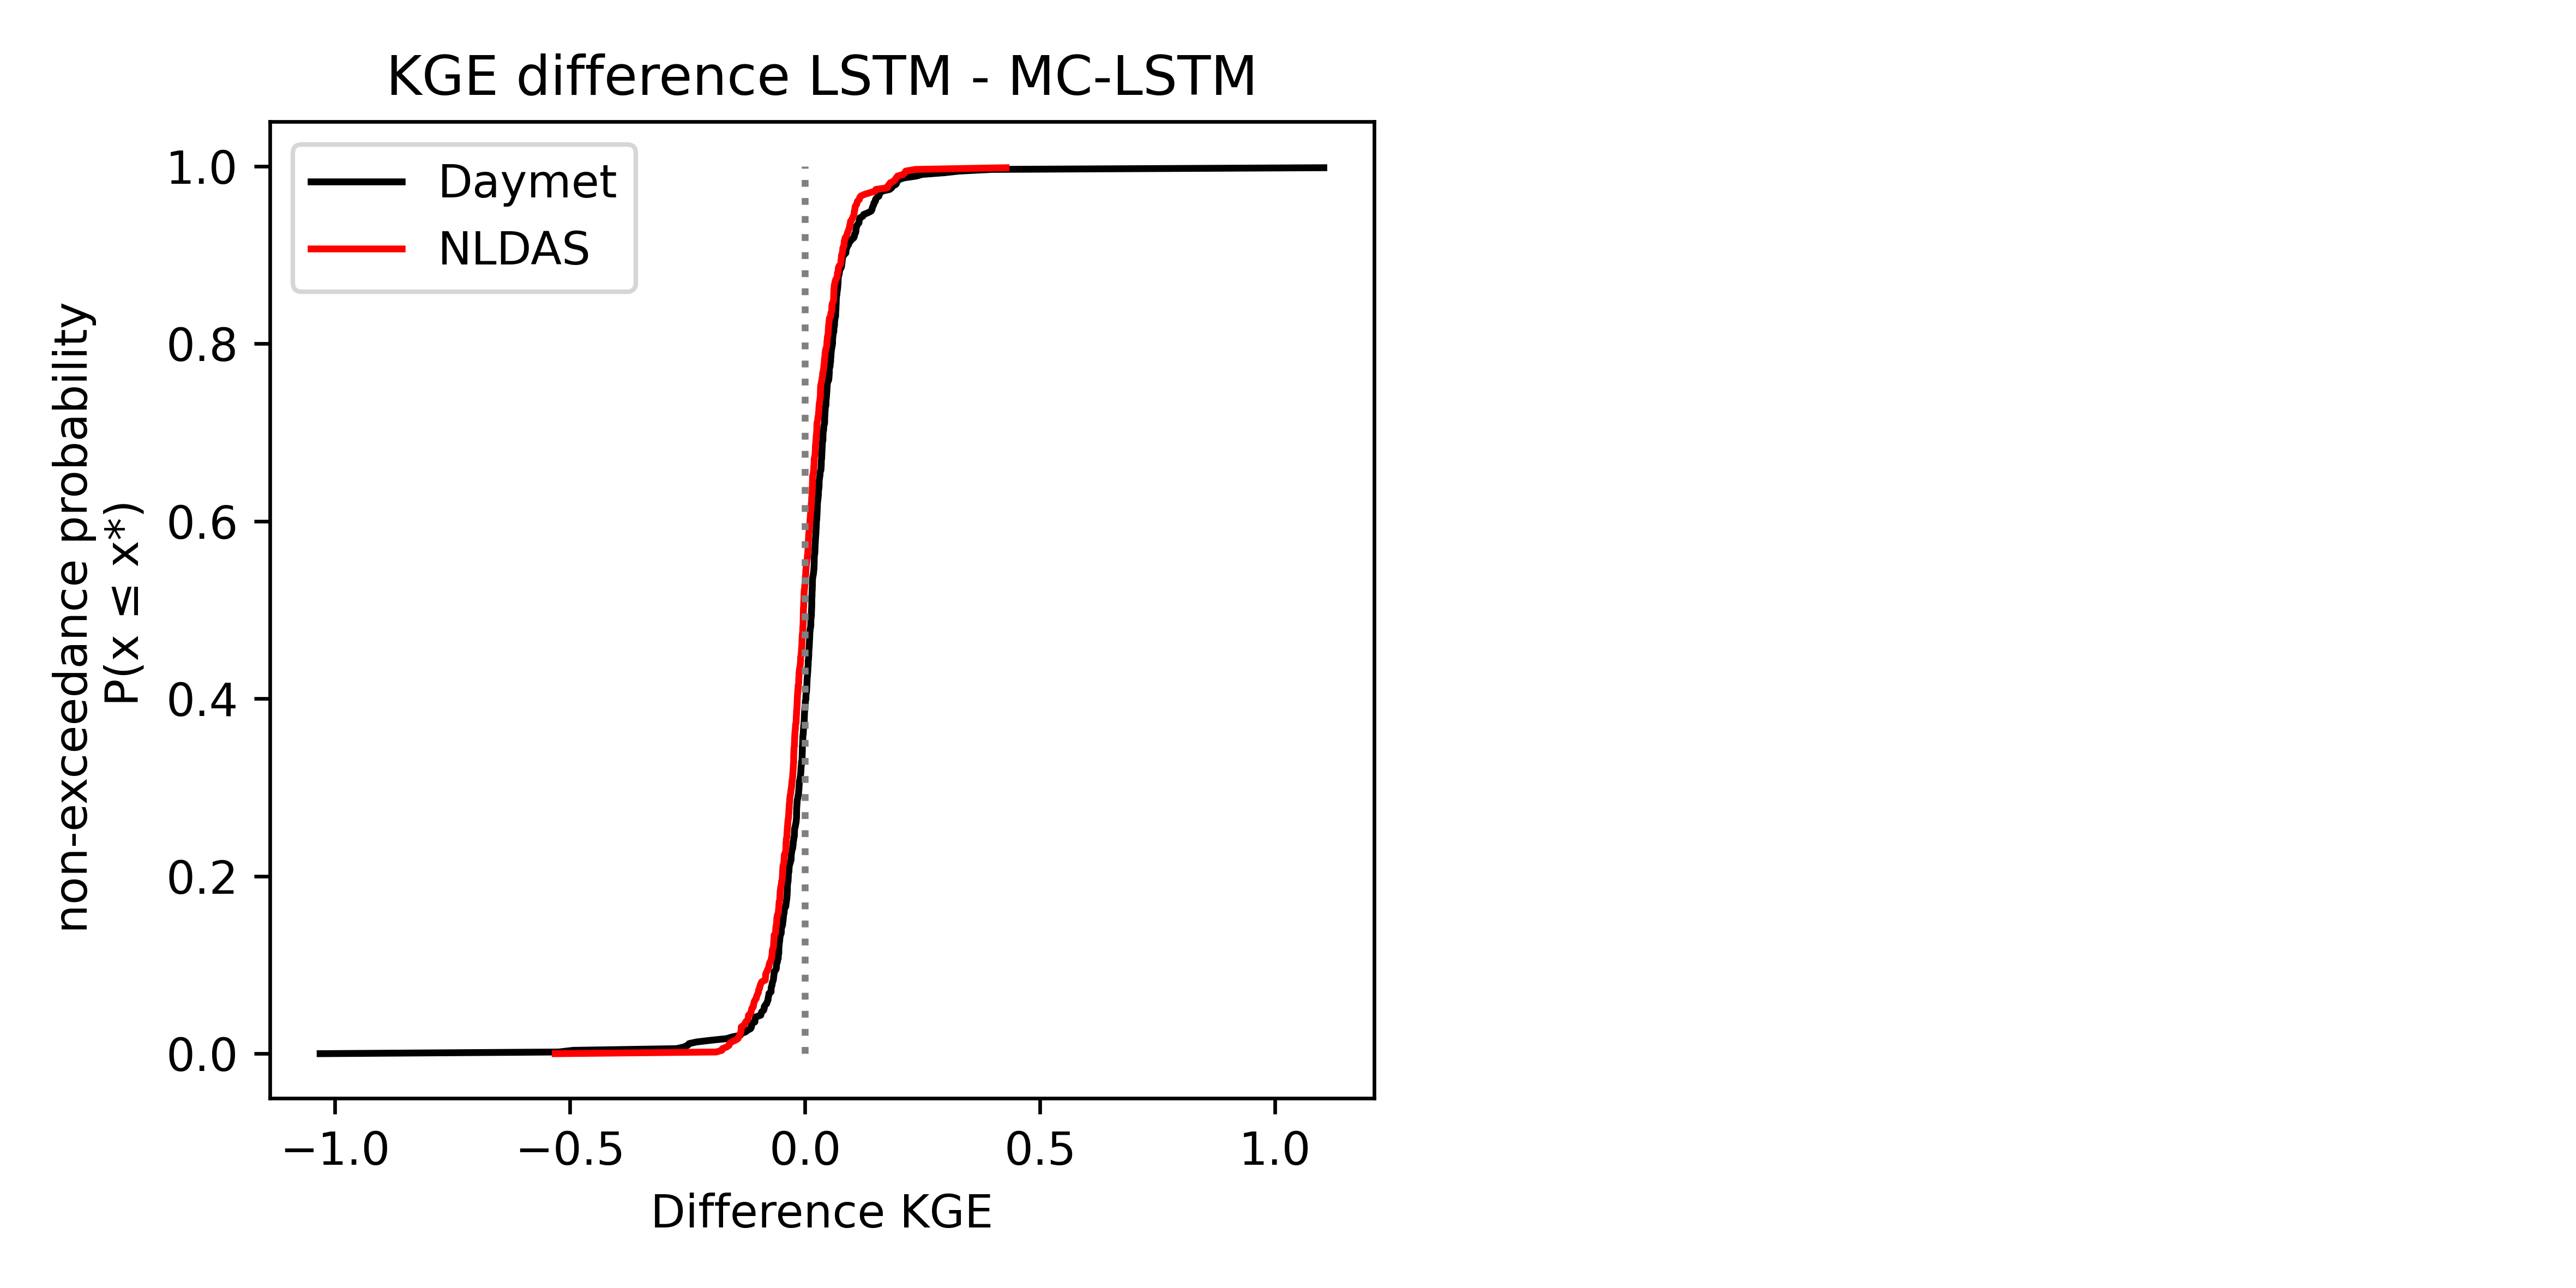 KGE difference LSTM - MC-LSTM
Daymet
NLDAS
non-exceedance probability
P(x ≤ x*)
1.0
0.8
0.6
0.4
0.2
0.0
−1.0
−0.5
0.0
0.5
1.0
Difference KGE